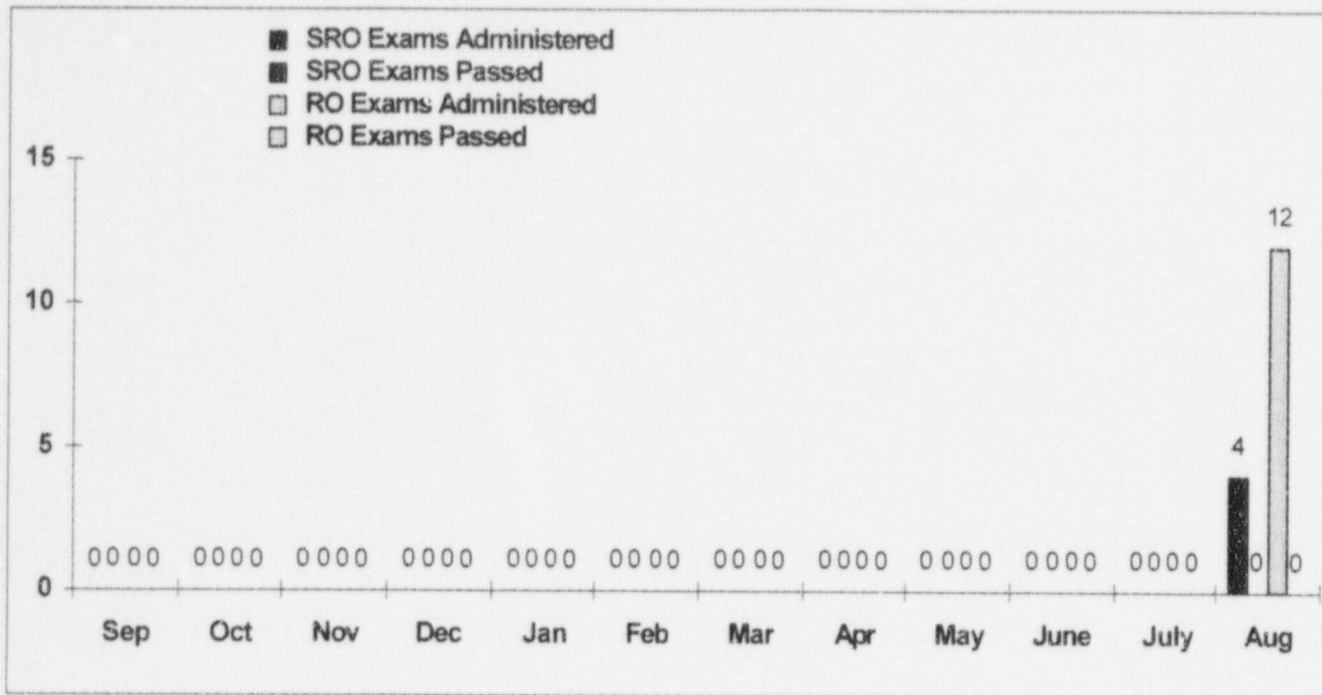 SRO Exams Administered
SRO Exams Passed
RO Exams Administered
RO Exams Passed
15
12
10
5
4
0 0 0 0 0 0 0 0 0 0 0 0 0 0 0 0 0 0 0 0 0 0 0 0 0 0 0 0 0 0 0 0 0 0 0 0 0 0 0 0 0 0 0 0 0 0
0
Sep Oct Nov Dec Jan Feb Mar Apr May June July Aug